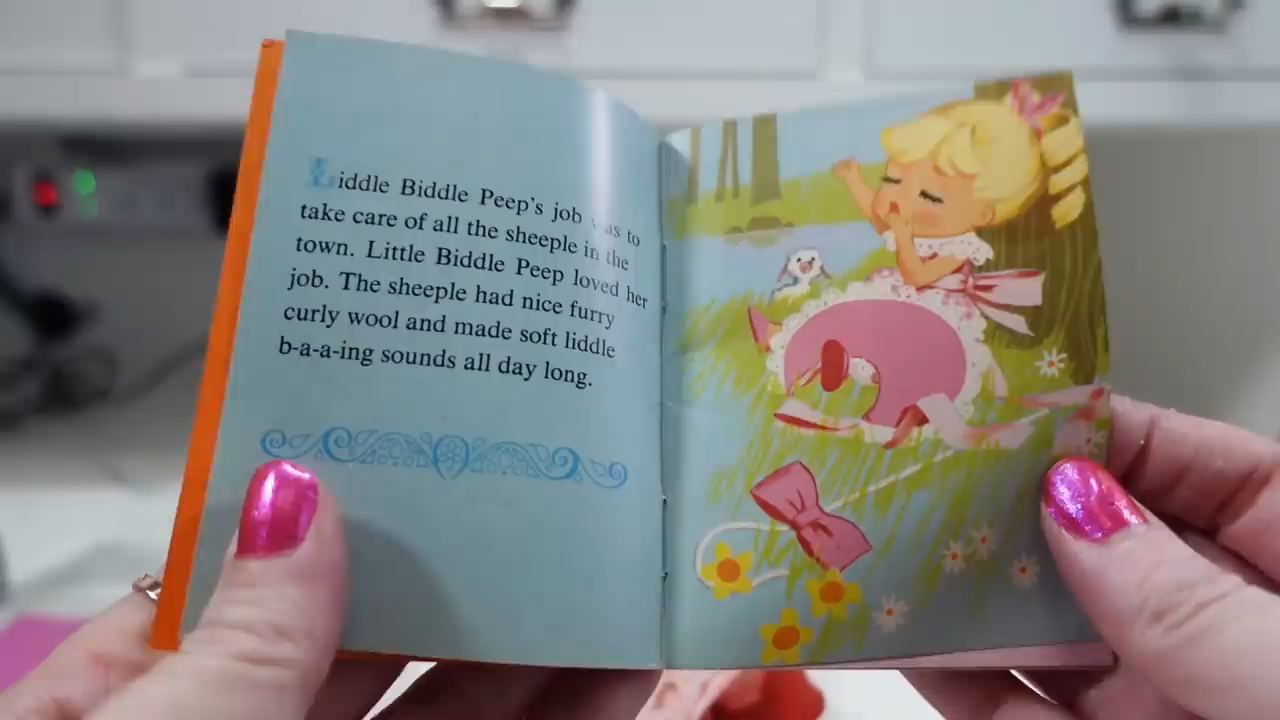 Liddle Biddle Peep's job was to
take care of all the sheeple in the
town. Little Biddle Peep loved her
job. The sheeple had nice furry
curly wool and made soft liddle
b-a-a-ing sounds all day long.